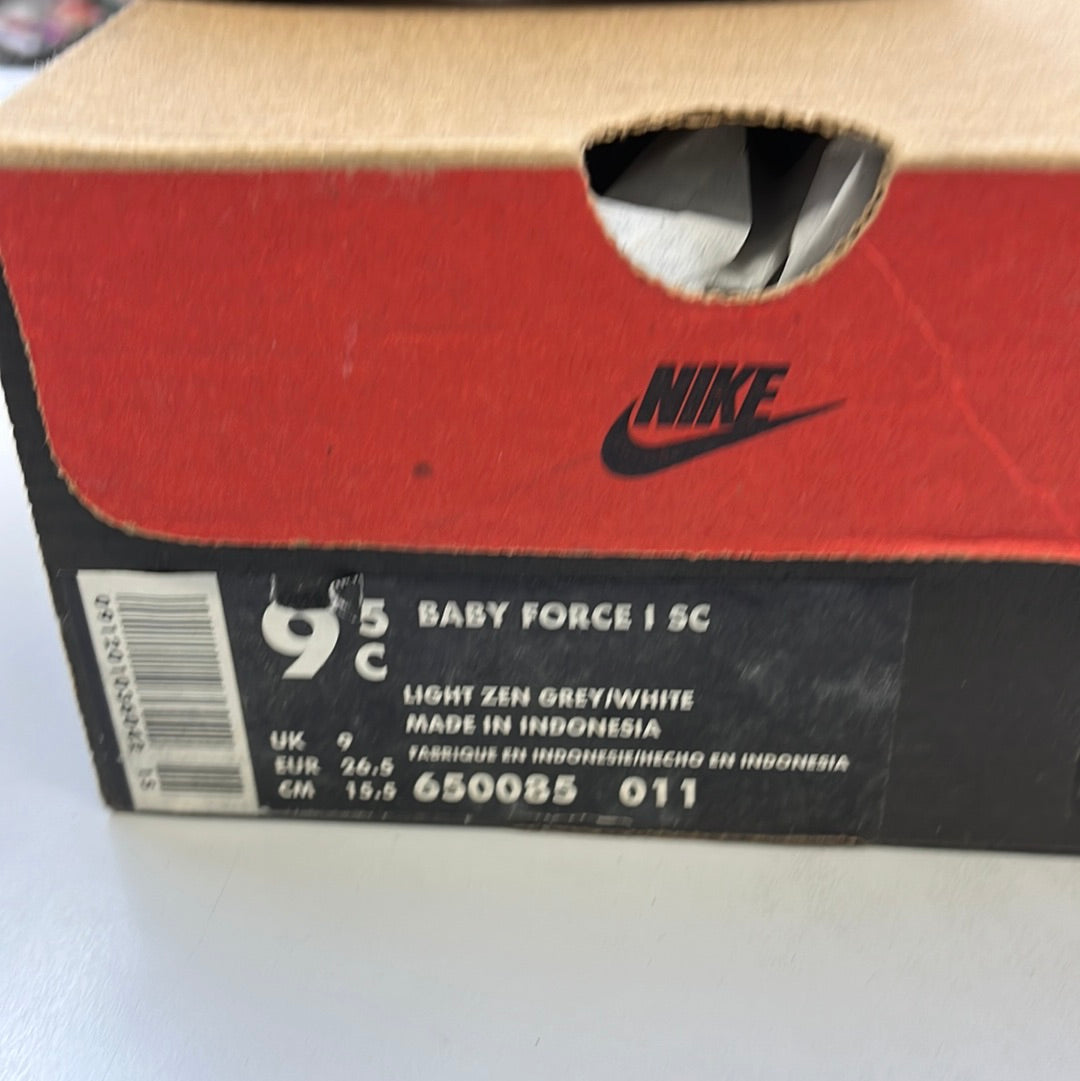 NIKE
9 5 C
BABY FORCE I SC
LIGHT ZEN GREY/WHITE
MADE IN INDONESIA
FABRIQUE EN INDONESIE/HECHO EN INDONESIA
UK 9
EUR 26.5
CM 15.5
650085 011